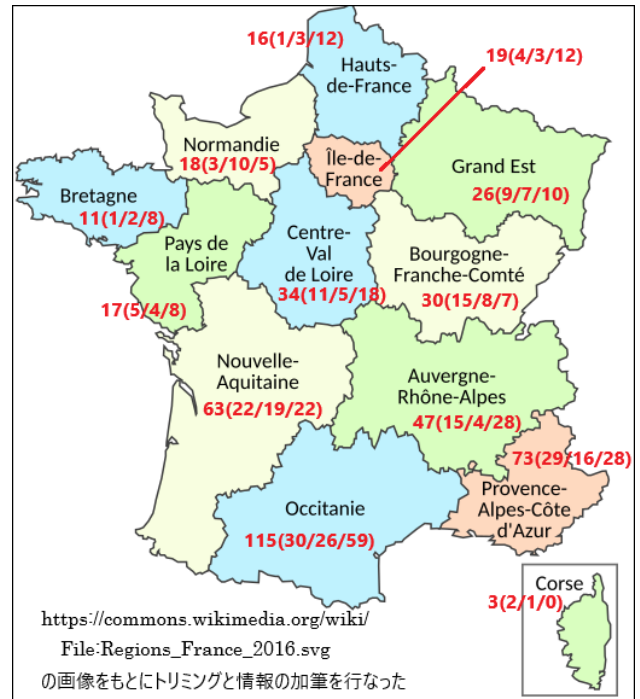 16(1/3/12)
Hauts-
de-France
19(4/3/12)
Normandie
18(3/10/5)
Île-de-
France
Grand Est
26(9/7/10)
Bretagne
11(1/2/8)
Pays de
la Loire
17(5/4/8)
Centre-
Val
de Loire
34(11/5/18)
Bourgogne-
Franche-Comté
30(15/8/7)
Nouvelle-
Aquitaine
63(22/19/22)
Auvergne-
Rhône-Alpes
47(15/4/28)
73(29/16/28)
Provence-
Alpes-Côte
d'Azur
Occitanie
115(30/26/59)
Corse
3(2/1/0)
https://commons.wikimedia.org/wiki/
File:Regions_France_2016.svg
の画像をもとにトリミングと情報の加筆を行なった